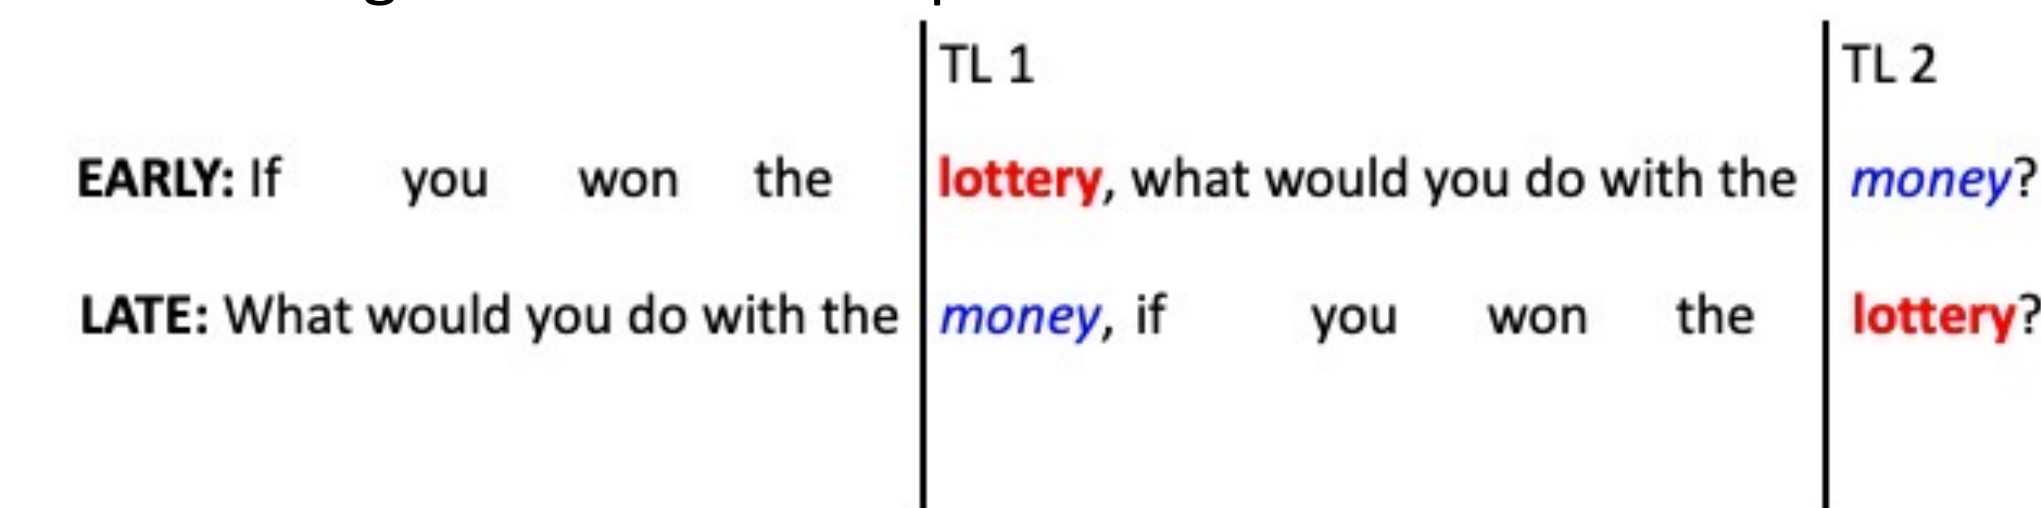 TL 1 TL 2
EARLY: If you won the lottery, what would you do with the money?
LATE: What would you do with the money, if you won the lottery?